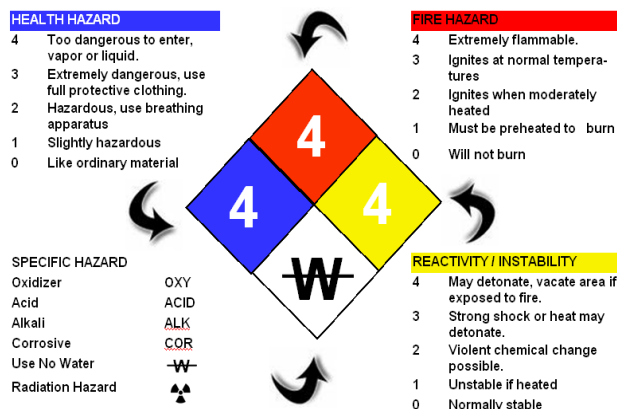 HEALTH HAZARD
4 Too dangerous to enter,
vapor or liquid.
3 Extremely dangerous, use
full protective clothing.
2 Hazardous, use breathing
apparatus
1 Slightly hazardous
0 Like ordinary material
FIRE HAZARD
4 Extremely flammable.
3 Ignites at normal tempera-
tures
2 Ignites when moderately
heated
1 Must be preheated to burn
0 Will not burn
4
4
4
W
SPECIFIC HAZARD
Oxidizer OXY
Acid ACID
Alkali ALK
Corrosive COR
Use No Water W
Radiation Hazard
REACTIVITY / INSTABILITY
4 May detonate, vacate area if
exposed to fire.
3 Strong shock or heat may
detonate.
2 Violent chemical change
possible.
1 Unstable if heated
0 Normally stable